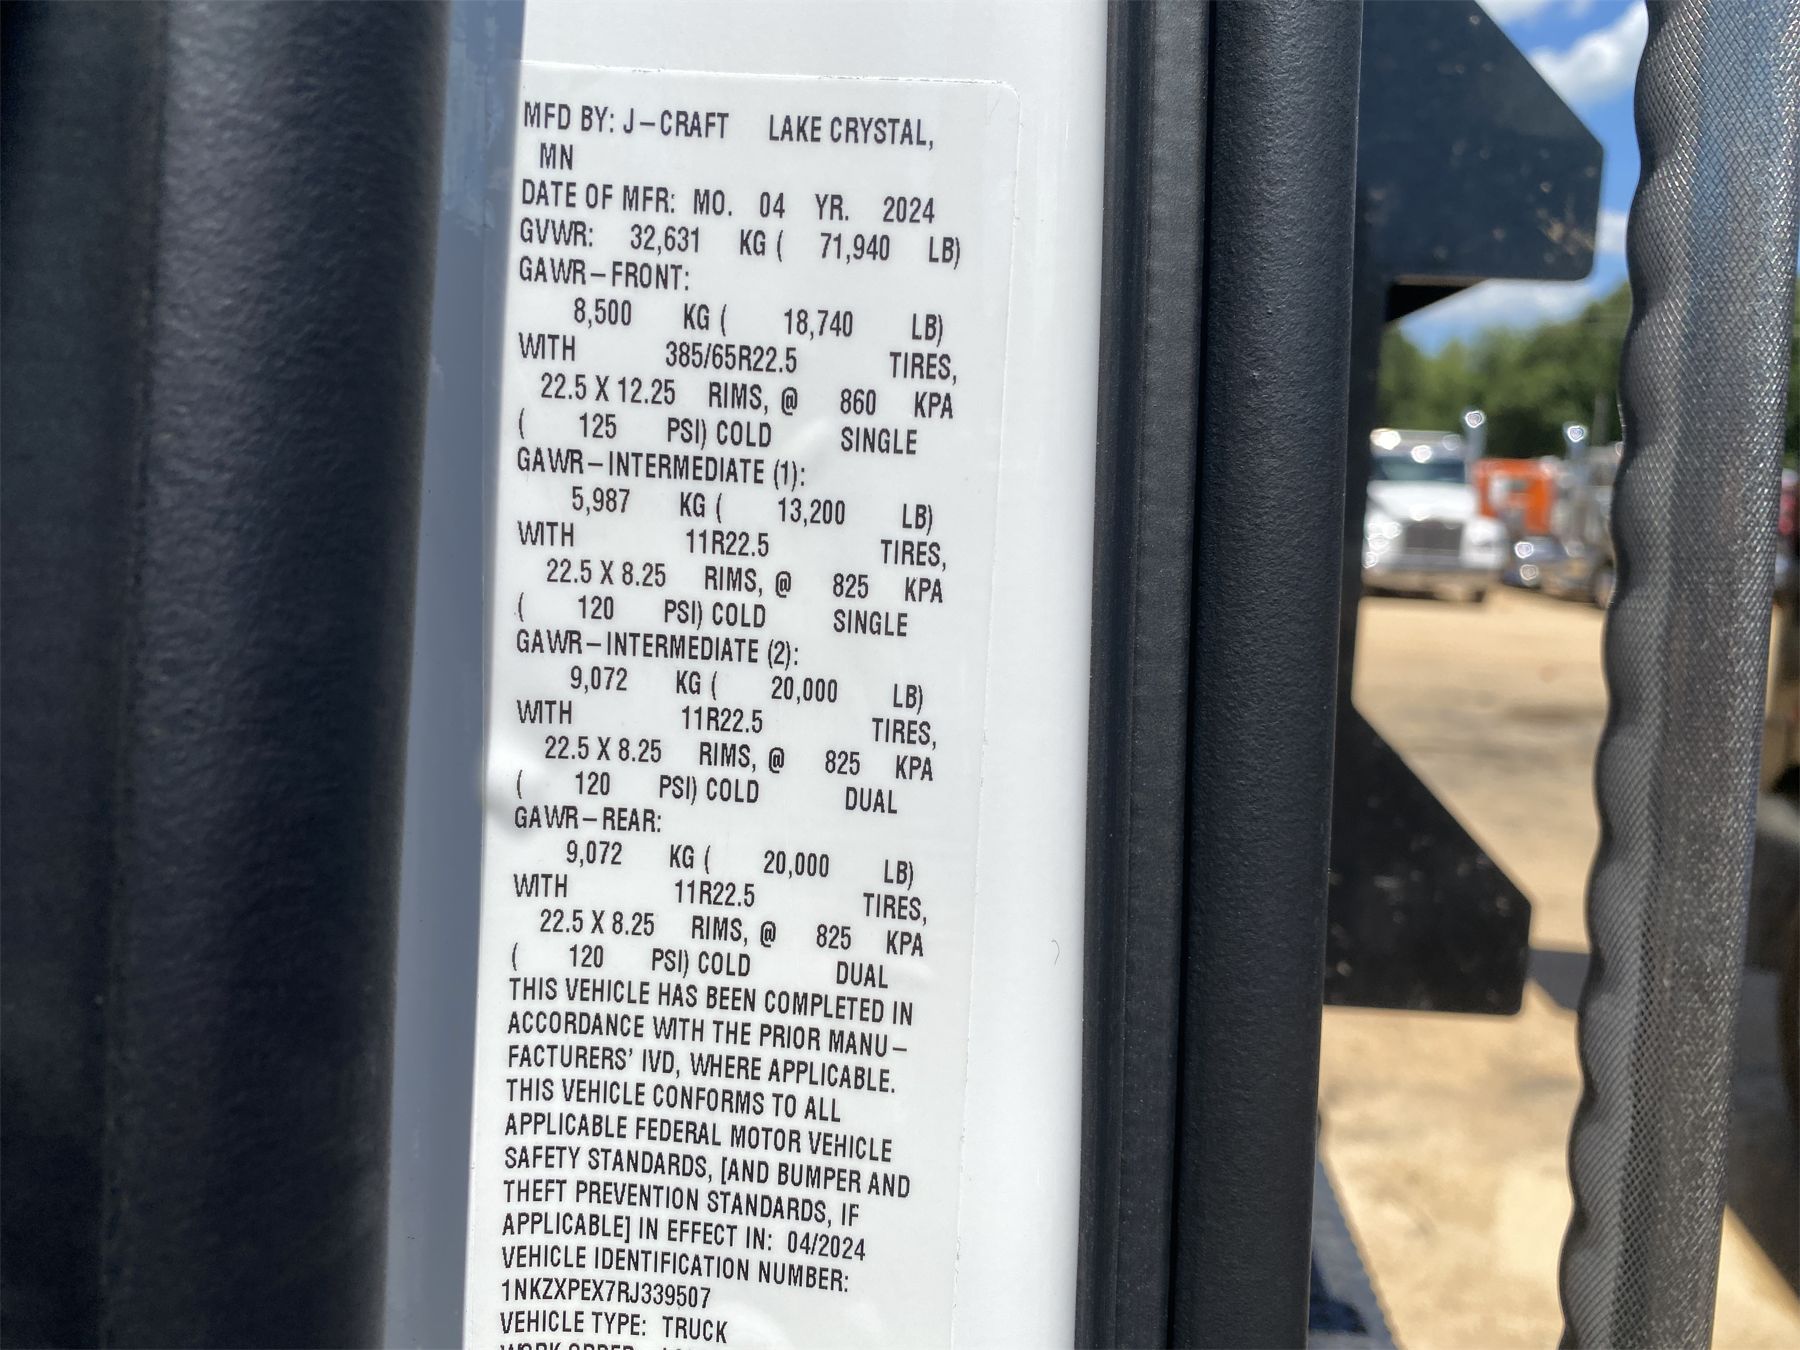 MFD BY: J-CRAFT LAKE CRYSTAL,
MN
DATE OF MFR: MO. 04 YR. 2024
GVWR: 32,631 KG ( 71,940 LB)
GAWR-FRONT:
8,500 KG ( 18,740 LB)
WITH 385/65R22.5 TIRES,
22.5 X 12.25 RIMS, @ 860 KPA
( 125 PSI) COLD SINGLE
GAWR-INTERMEDIATE (1):
5,987 KG ( 13,200 LB)
WITH 11R22.5 TIRES,
22.5 X 8.25 RIMS, @ 825 KPA
( 120 PSI) COLD SINGLE
GAWR-INTERMEDIATE (2):
9,072 KG ( 20,000 LB)
WITH 11R22.5 TIRES,
22.5 X 8.25 RIMS, @ 825 KPA
( 120 PSI) COLD DUAL
GAWR-REAR:
9,072 KG ( 20,000 LB)
WITH 11R22.5 TIRES,
22.5 X 8.25 RIMS, @ 825 KPA
( 120 PSI) COLD DUAL
THIS VEHICLE HAS BEEN COMPLETED IN
ACCORDANCE WITH THE PRIOR MANU-
FACTURERS' IVD, WHERE APPLICABLE.
THIS VEHICLE CONFORMS TO ALL
APPLICABLE FEDERAL MOTOR VEHICLE
SAFETY STANDARDS, [AND BUMPER AND
THEFT PREVENTION STANDARDS, IF
APPLICABLE] IN EFFECT IN: 04/2024
VEHICLE IDENTIFICATION NUMBER:
1NKZXPEX7RJ339507
VEHICLE TYPE: TRUCK